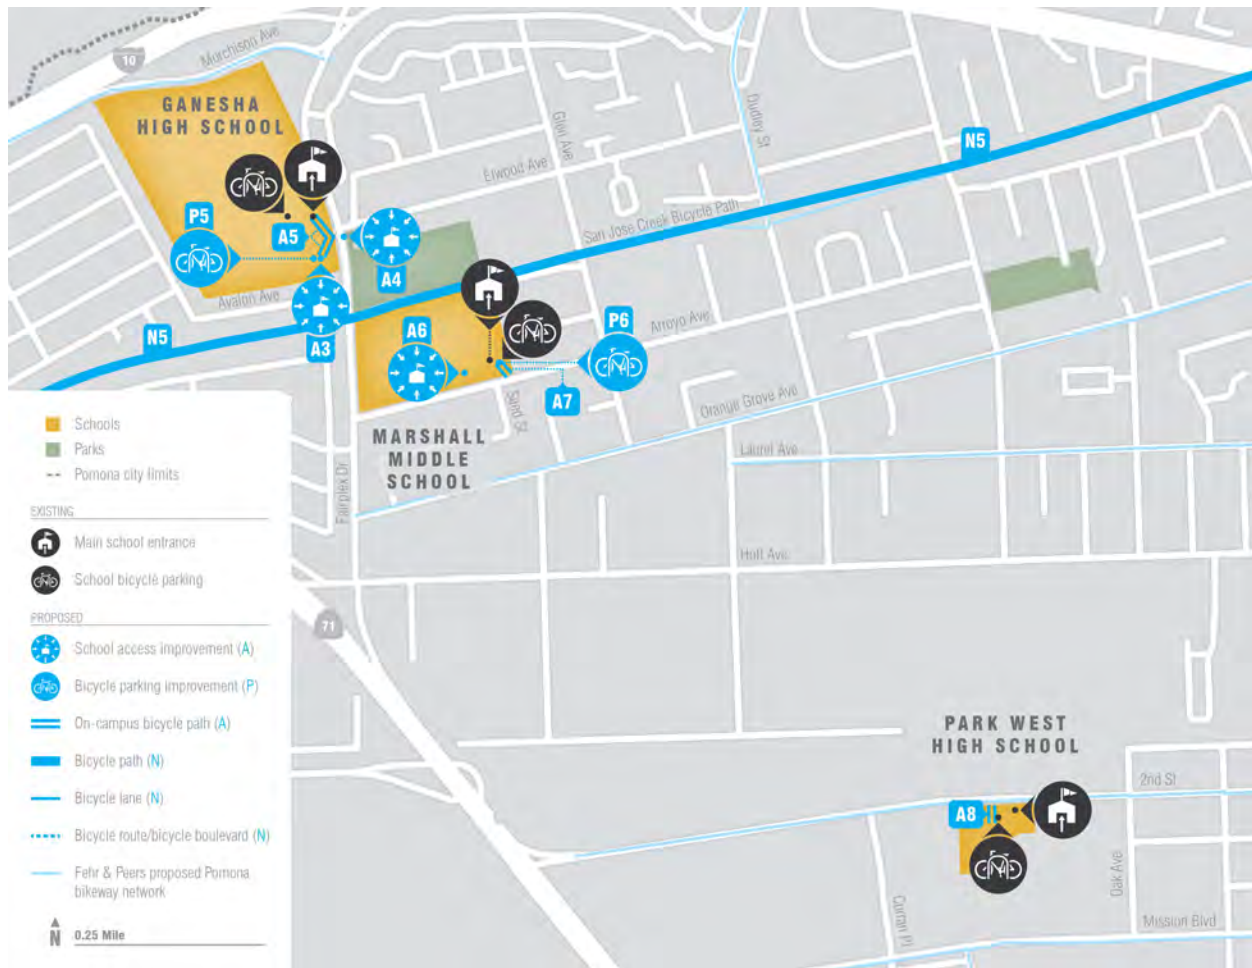 Murchison Ave
10
GANESHA
HIGH SCHOOL
Glen Ave
Dudley St
N5
Elwood Ave
P5
A5
San Jose Creek Bicycle Path
A4
Avalon Ave
N5
A3
A6
Arroyo Ave
P6
A7
2nd St
Orange Grove Ave
MARSHALL
MIDDLE
SCHOOL
Laurel Ave
Fairplex Dr
Holt Ave
71
Schools
Parks
Pomona city limits
EXISTING
Main school entrance
School bicycle parking
PROPOSED
School access improvement (A)
Bicycle parking improvement (P)
On-campus bicycle path (A)
Bicycle path (N)
Bicycle lane (N)
Bicycle route/bicycle boulevard (N)
Fehr & Peers proposed Pomona
bikeway network
N
0.25 Mile
PARK WEST
HIGH SCHOOL
A8
Oak Ave
Curran Pl
Mission Blvd